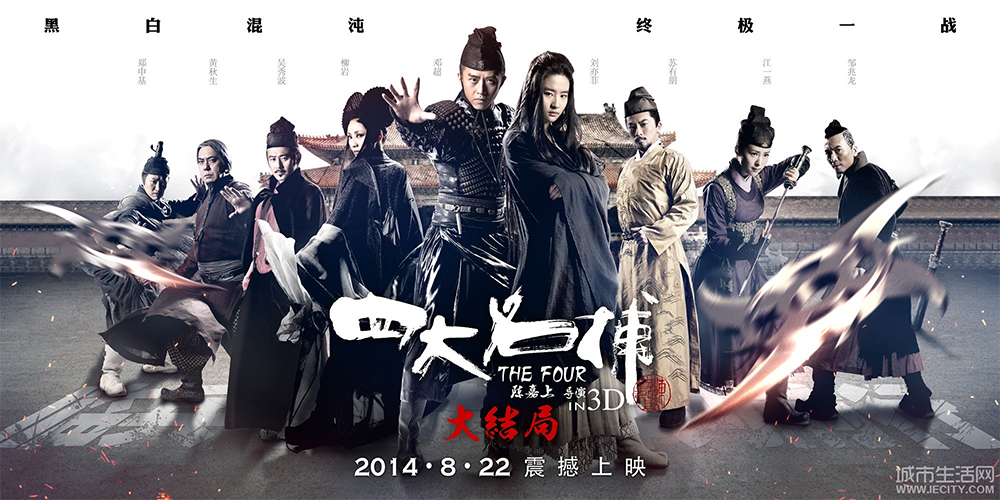 黑白混沌 终极一战
郑中基
黄秋生
吴秀波
柳岩
邓超
刘亦菲
苏有朋
江一燕
邹兆龙
四大名捕
THE FOUR
陈嘉上 导演
IN 3D
大結局
2014·8·22 震撼上映
城市生活网
WWW.IECITY.COM